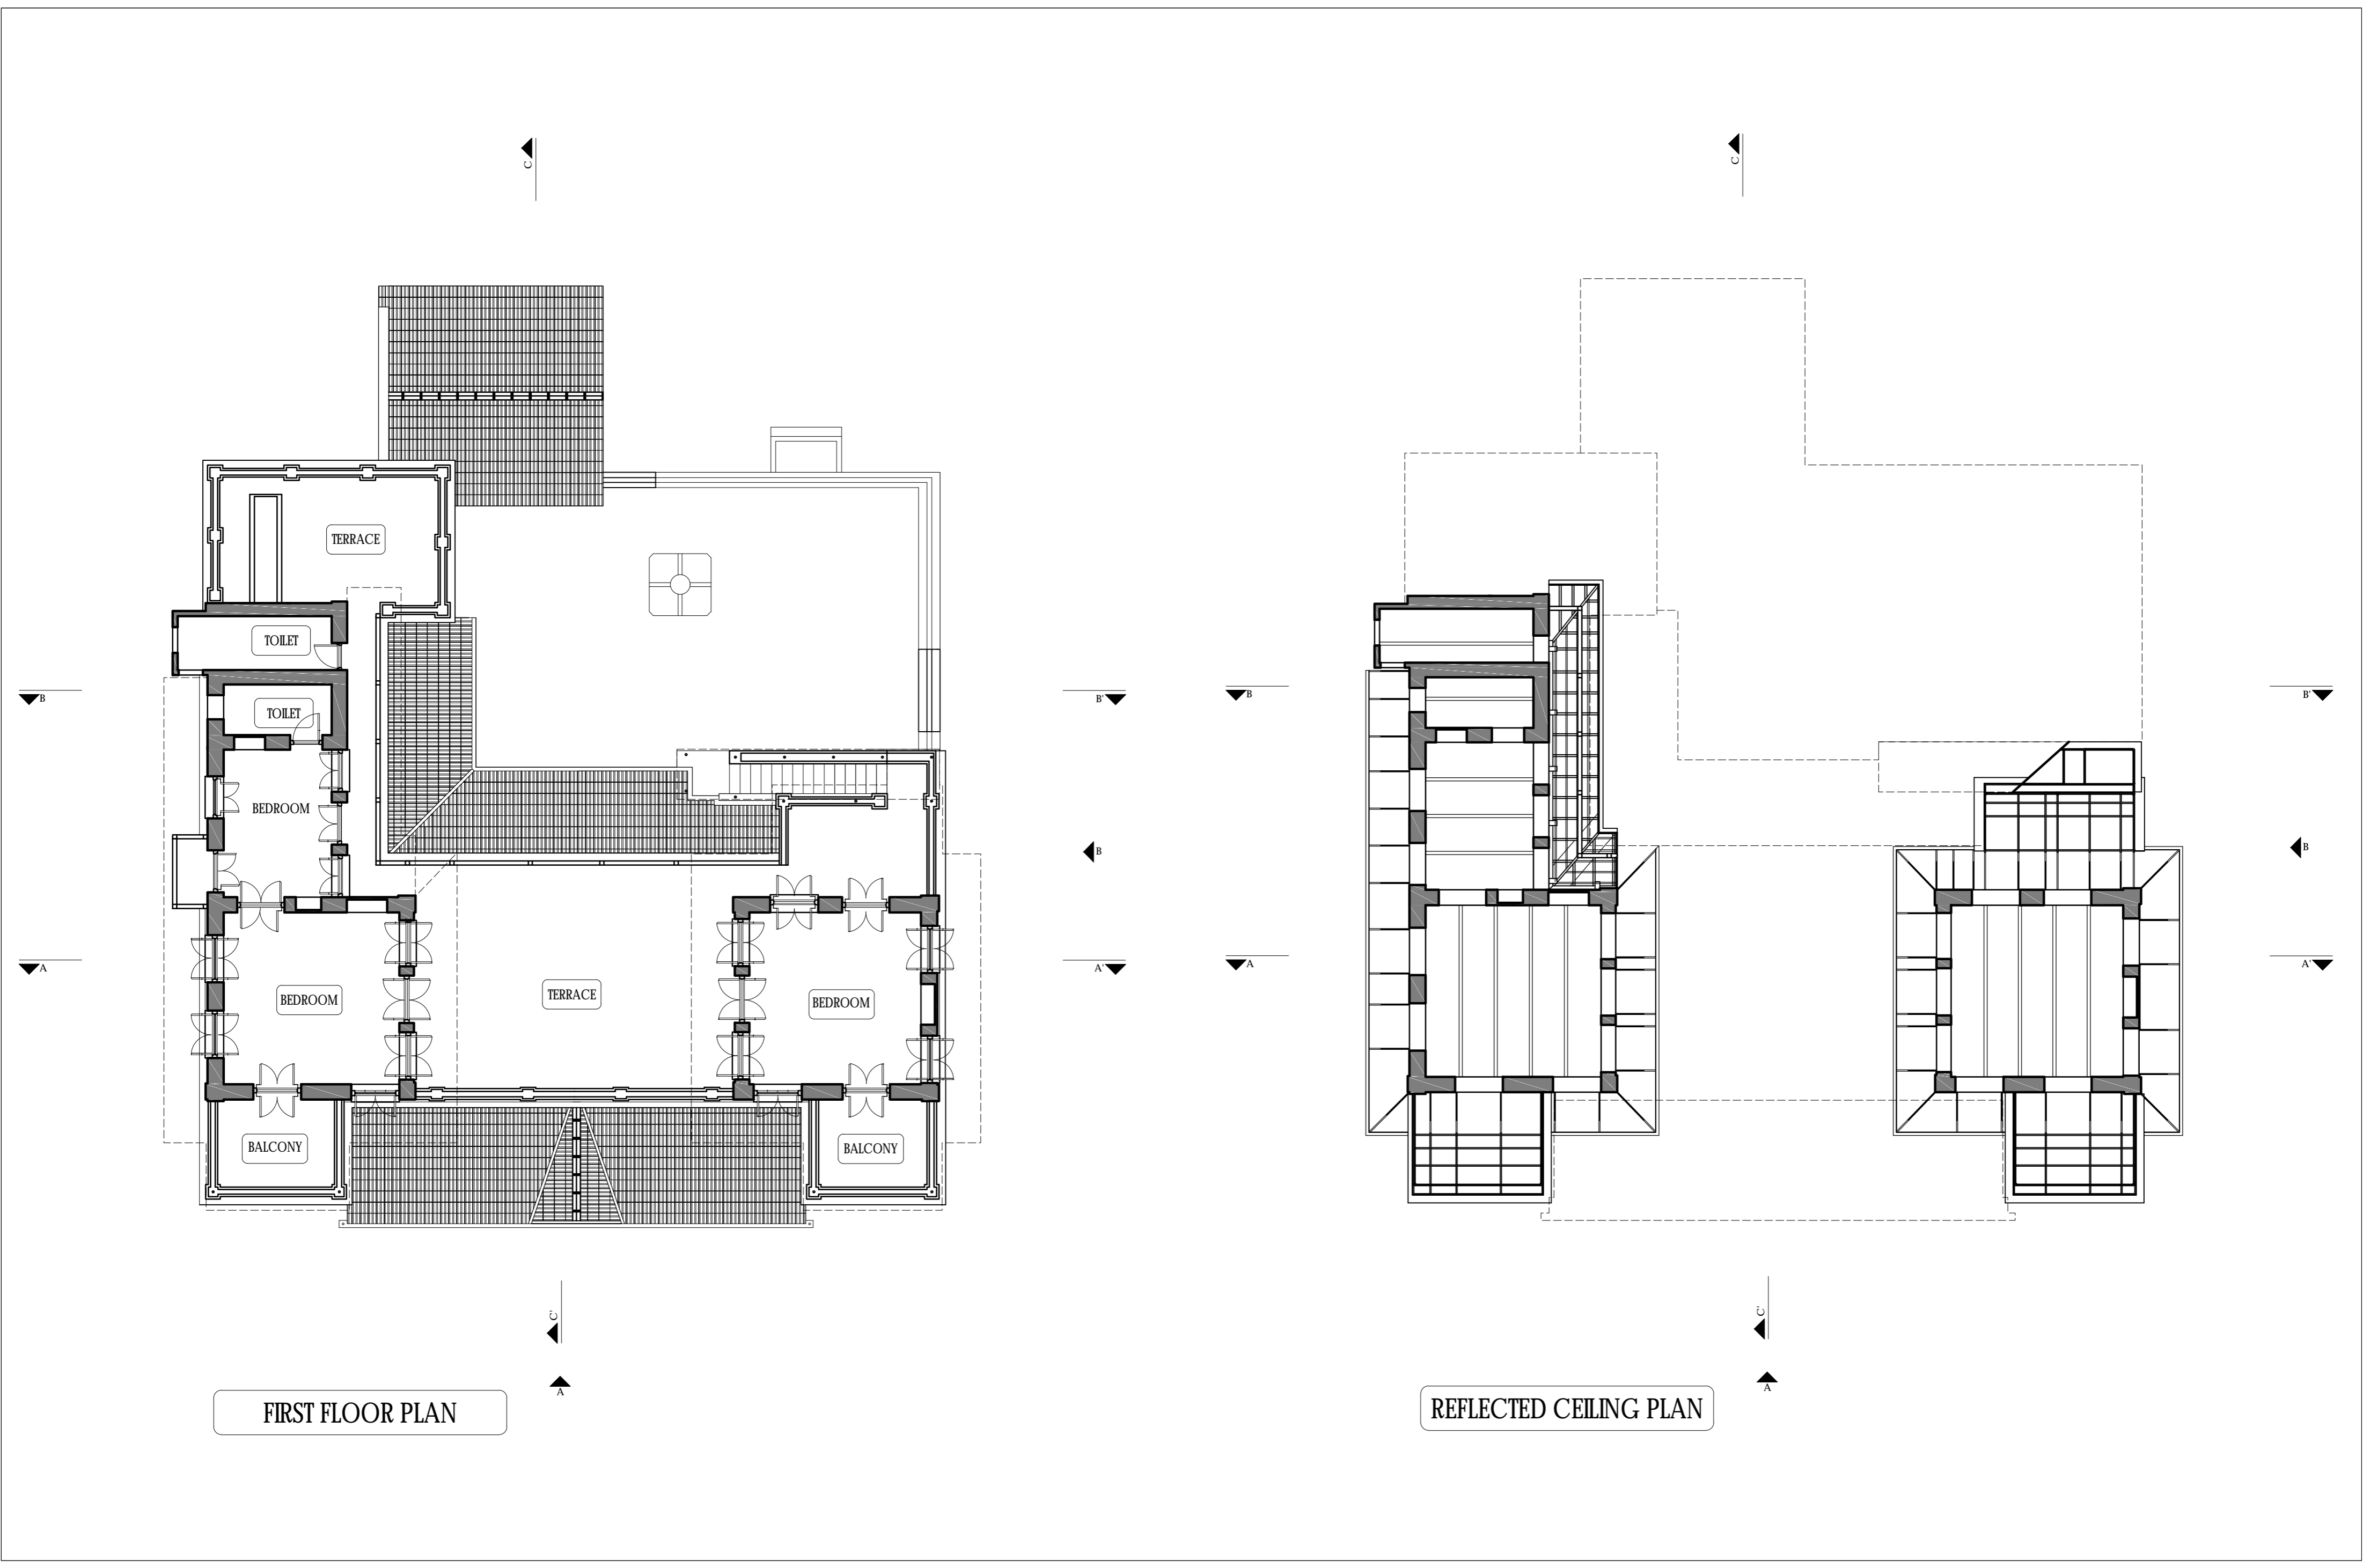 C
C
TERRACE
TOILET
B
B'
B
B'
TOILET
BEDROOM
B
B
A
A'
A
A'
BEDROOM
TERRACE
BEDROOM
BALCONY
BALCONY
C'
C'
A
A
FIRST FLOOR PLAN
REFLECTED CEILING PLAN